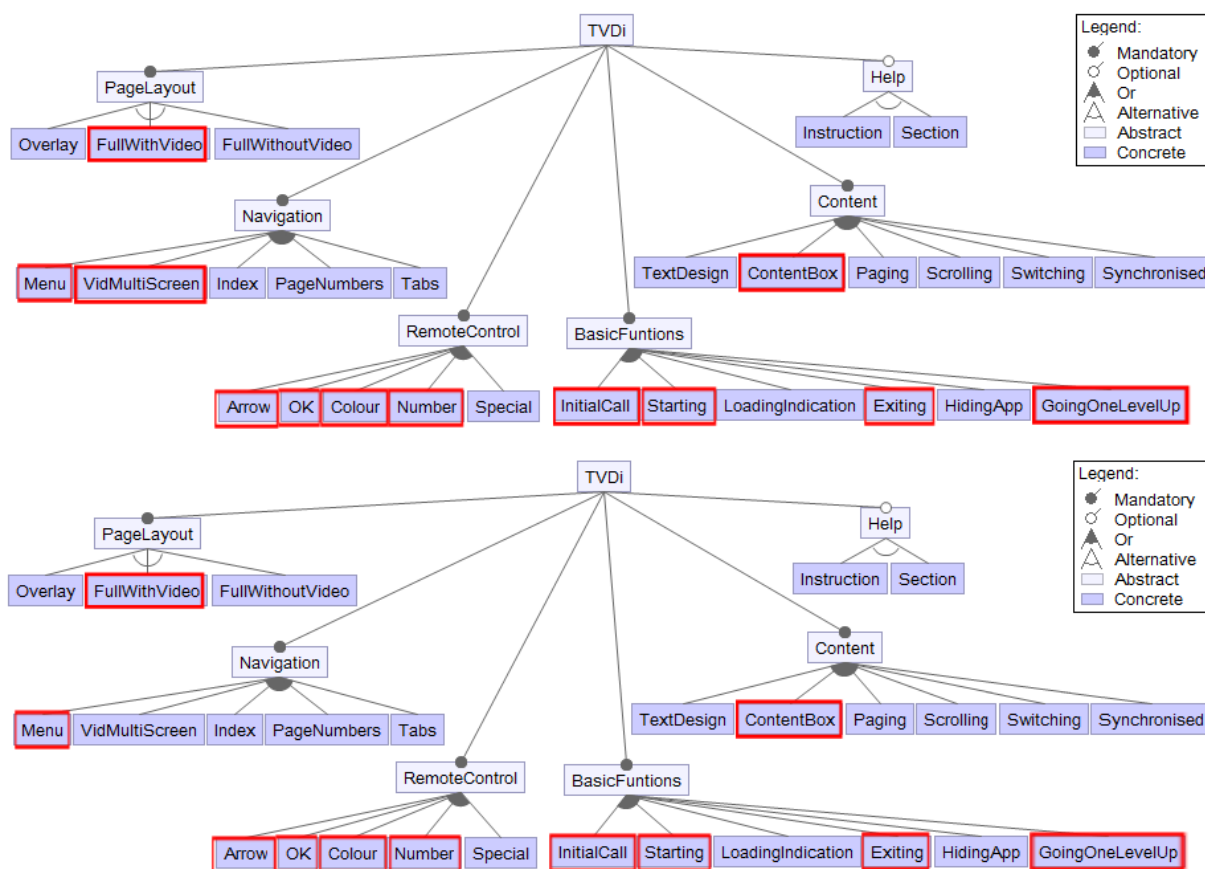 TVDi
Legend:
Mandatory
Optional
Or
Alternative
Abstract
Concrete
PageLayout
Help
Overlay FullWithVideo FullWithoutVideo
Instruction Section
Navigation
Content
Menu VidMultiScreen Index PageNumbers Tabs
TextDesign ContentBox Paging Scrolling Switching Synchronised
RemoteControl
BasicFuntions
Arrow OK Colour Number Special
InitialCall Starting LoadingIndication Exiting HidingApp GoingOneLevelUp
TVDi
Legend:
Mandatory
Optional
Or
Alternative
Abstract
Concrete
PageLayout
Help
Overlay FullWithVideo FullWithoutVideo
Instruction Section
Navigation
Content
Menu VidMultiScreen Index PageNumbers Tabs
TextDesign ContentBox Paging Scrolling Switching Synchronised
RemoteControl
BasicFuntions
Arrow OK Colour Number Special
InitialCall Starting LoadingIndication Exiting HidingApp GoingOneLevelUp